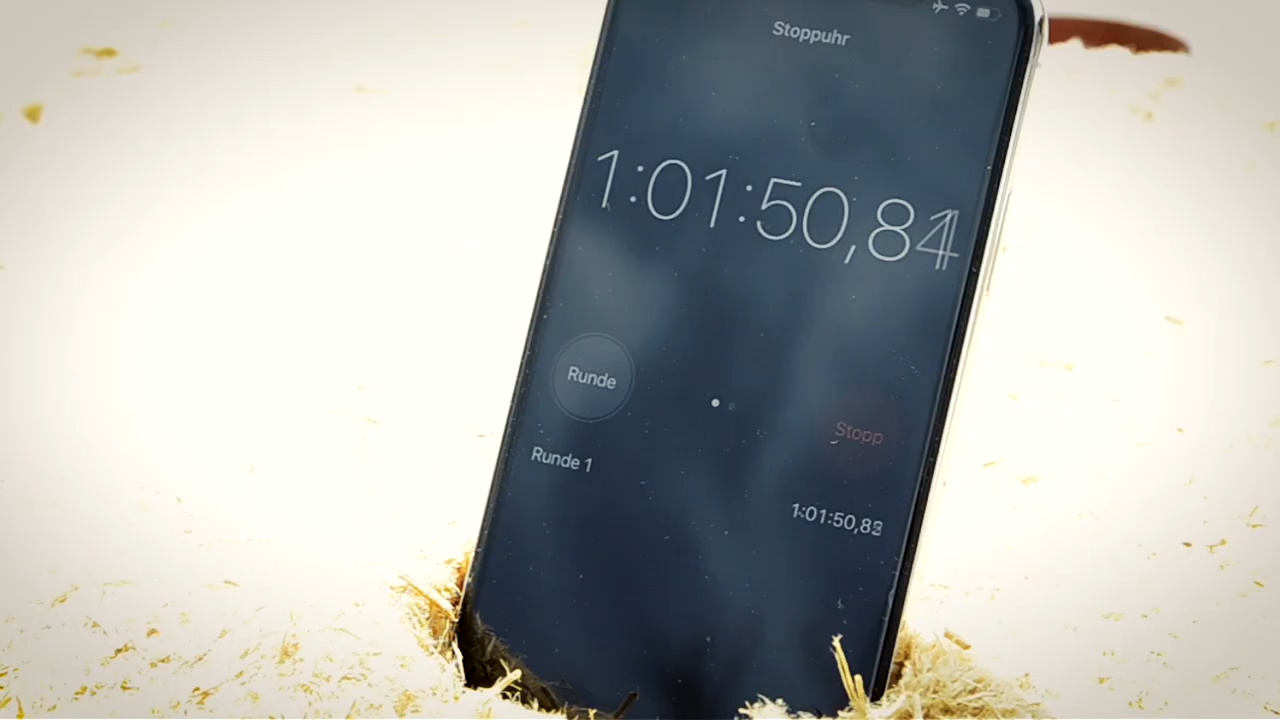 Stoppuhr
1:01:50,84
Runde
Stopp
Runde 1
1:01:50,83